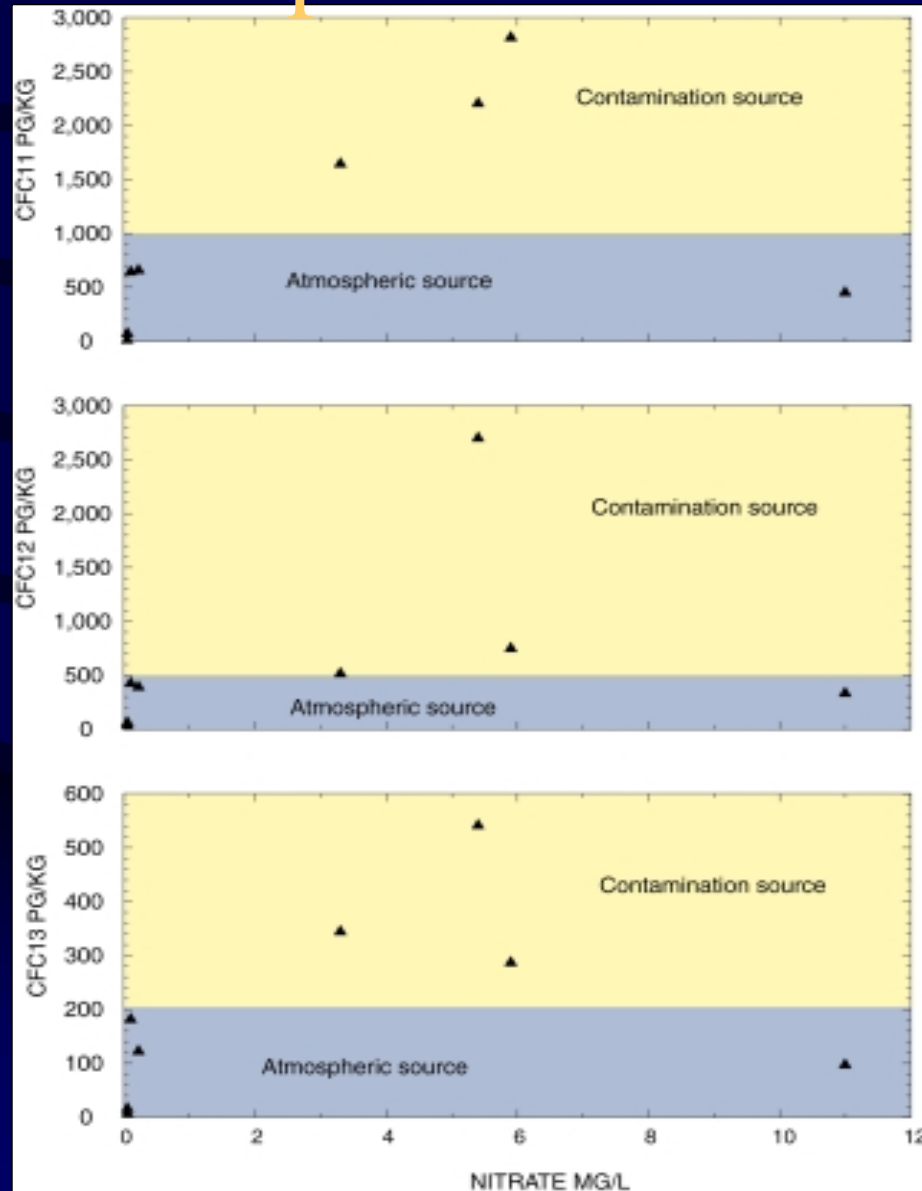 3,000
2,500
2,000
1,500
1,000
500
0
CFC11 PG/KG
Contamination source
Atmospheric source
3,000
2,500
2,000
1,500
1,000
500
0
CFC12 PG/KG
Contamination source
Atmospheric source
600
500
400
300
200
100
0
CFC13 PG/KG
Contamination source
Atmospheric source
0 2 4 6 8 10 12
NITRATE MG/L